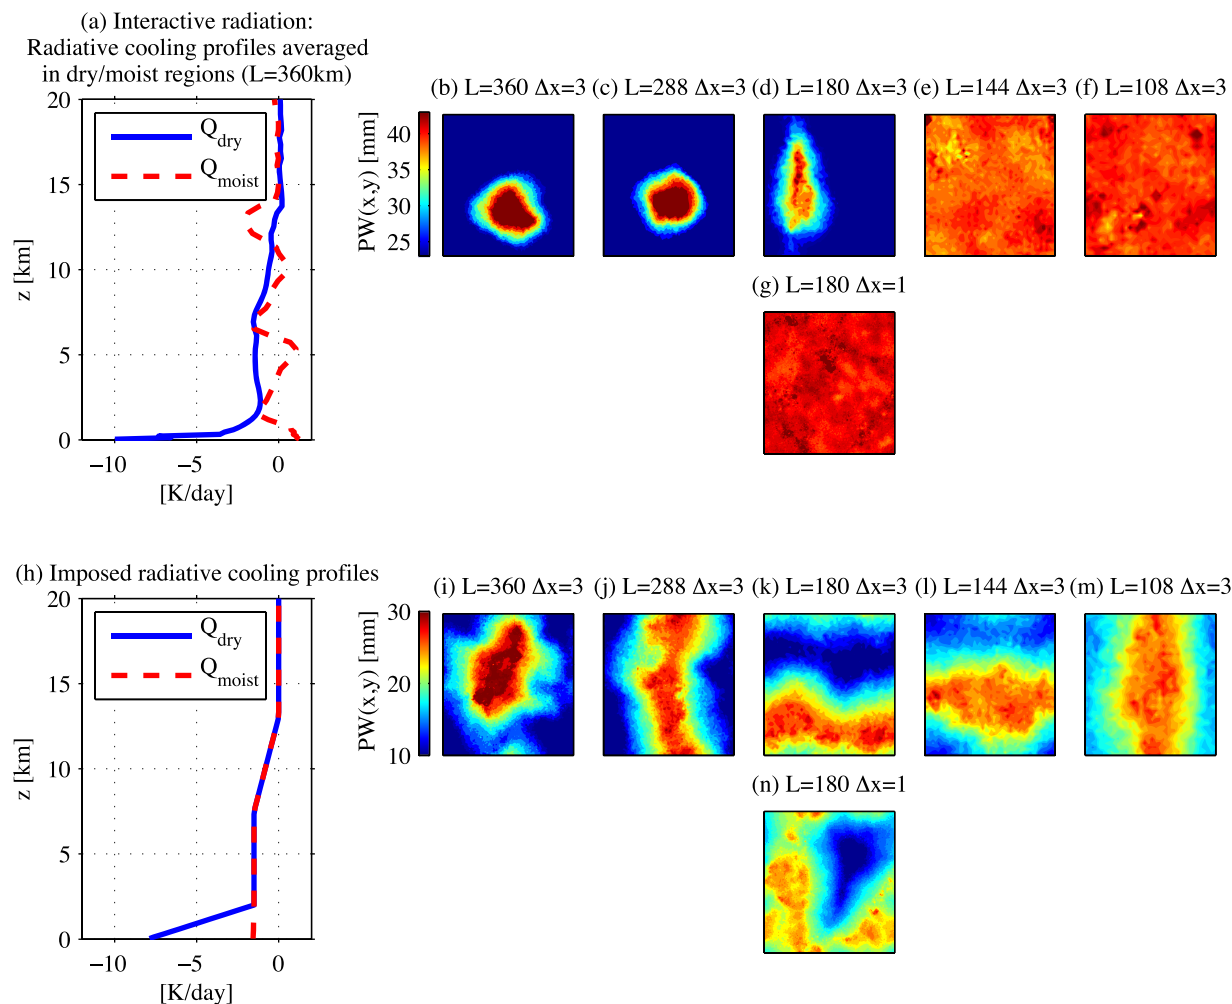 (a) Interactive radiation:
Radiative cooling profiles averaged
in dry/moist regions (L=360km)
20
15
10
5
0
z [km]
Q_dry
Q_moist
−10 −5 0
[K/day]
(b) L=360 Δx=3 (c) L=288 Δx=3 (d) L=180 Δx=3 (e) L=144 Δx=3 (f) L=108 Δx=3
PW(x,y) [mm]
40
35
30
25
(g) L=180 Δx=1
(h) Imposed radiative cooling profiles
20
15
10
5
0
z [km]
Q_dry
Q_moist
−10 −5 0
[K/day]
(i) L=360 Δx=3 (j) L=288 Δx=3 (k) L=180 Δx=3 (l) L=144 Δx=3 (m) L=108 Δx=3
PW(x,y) [mm]
30
20
10
(n) L=180 Δx=1